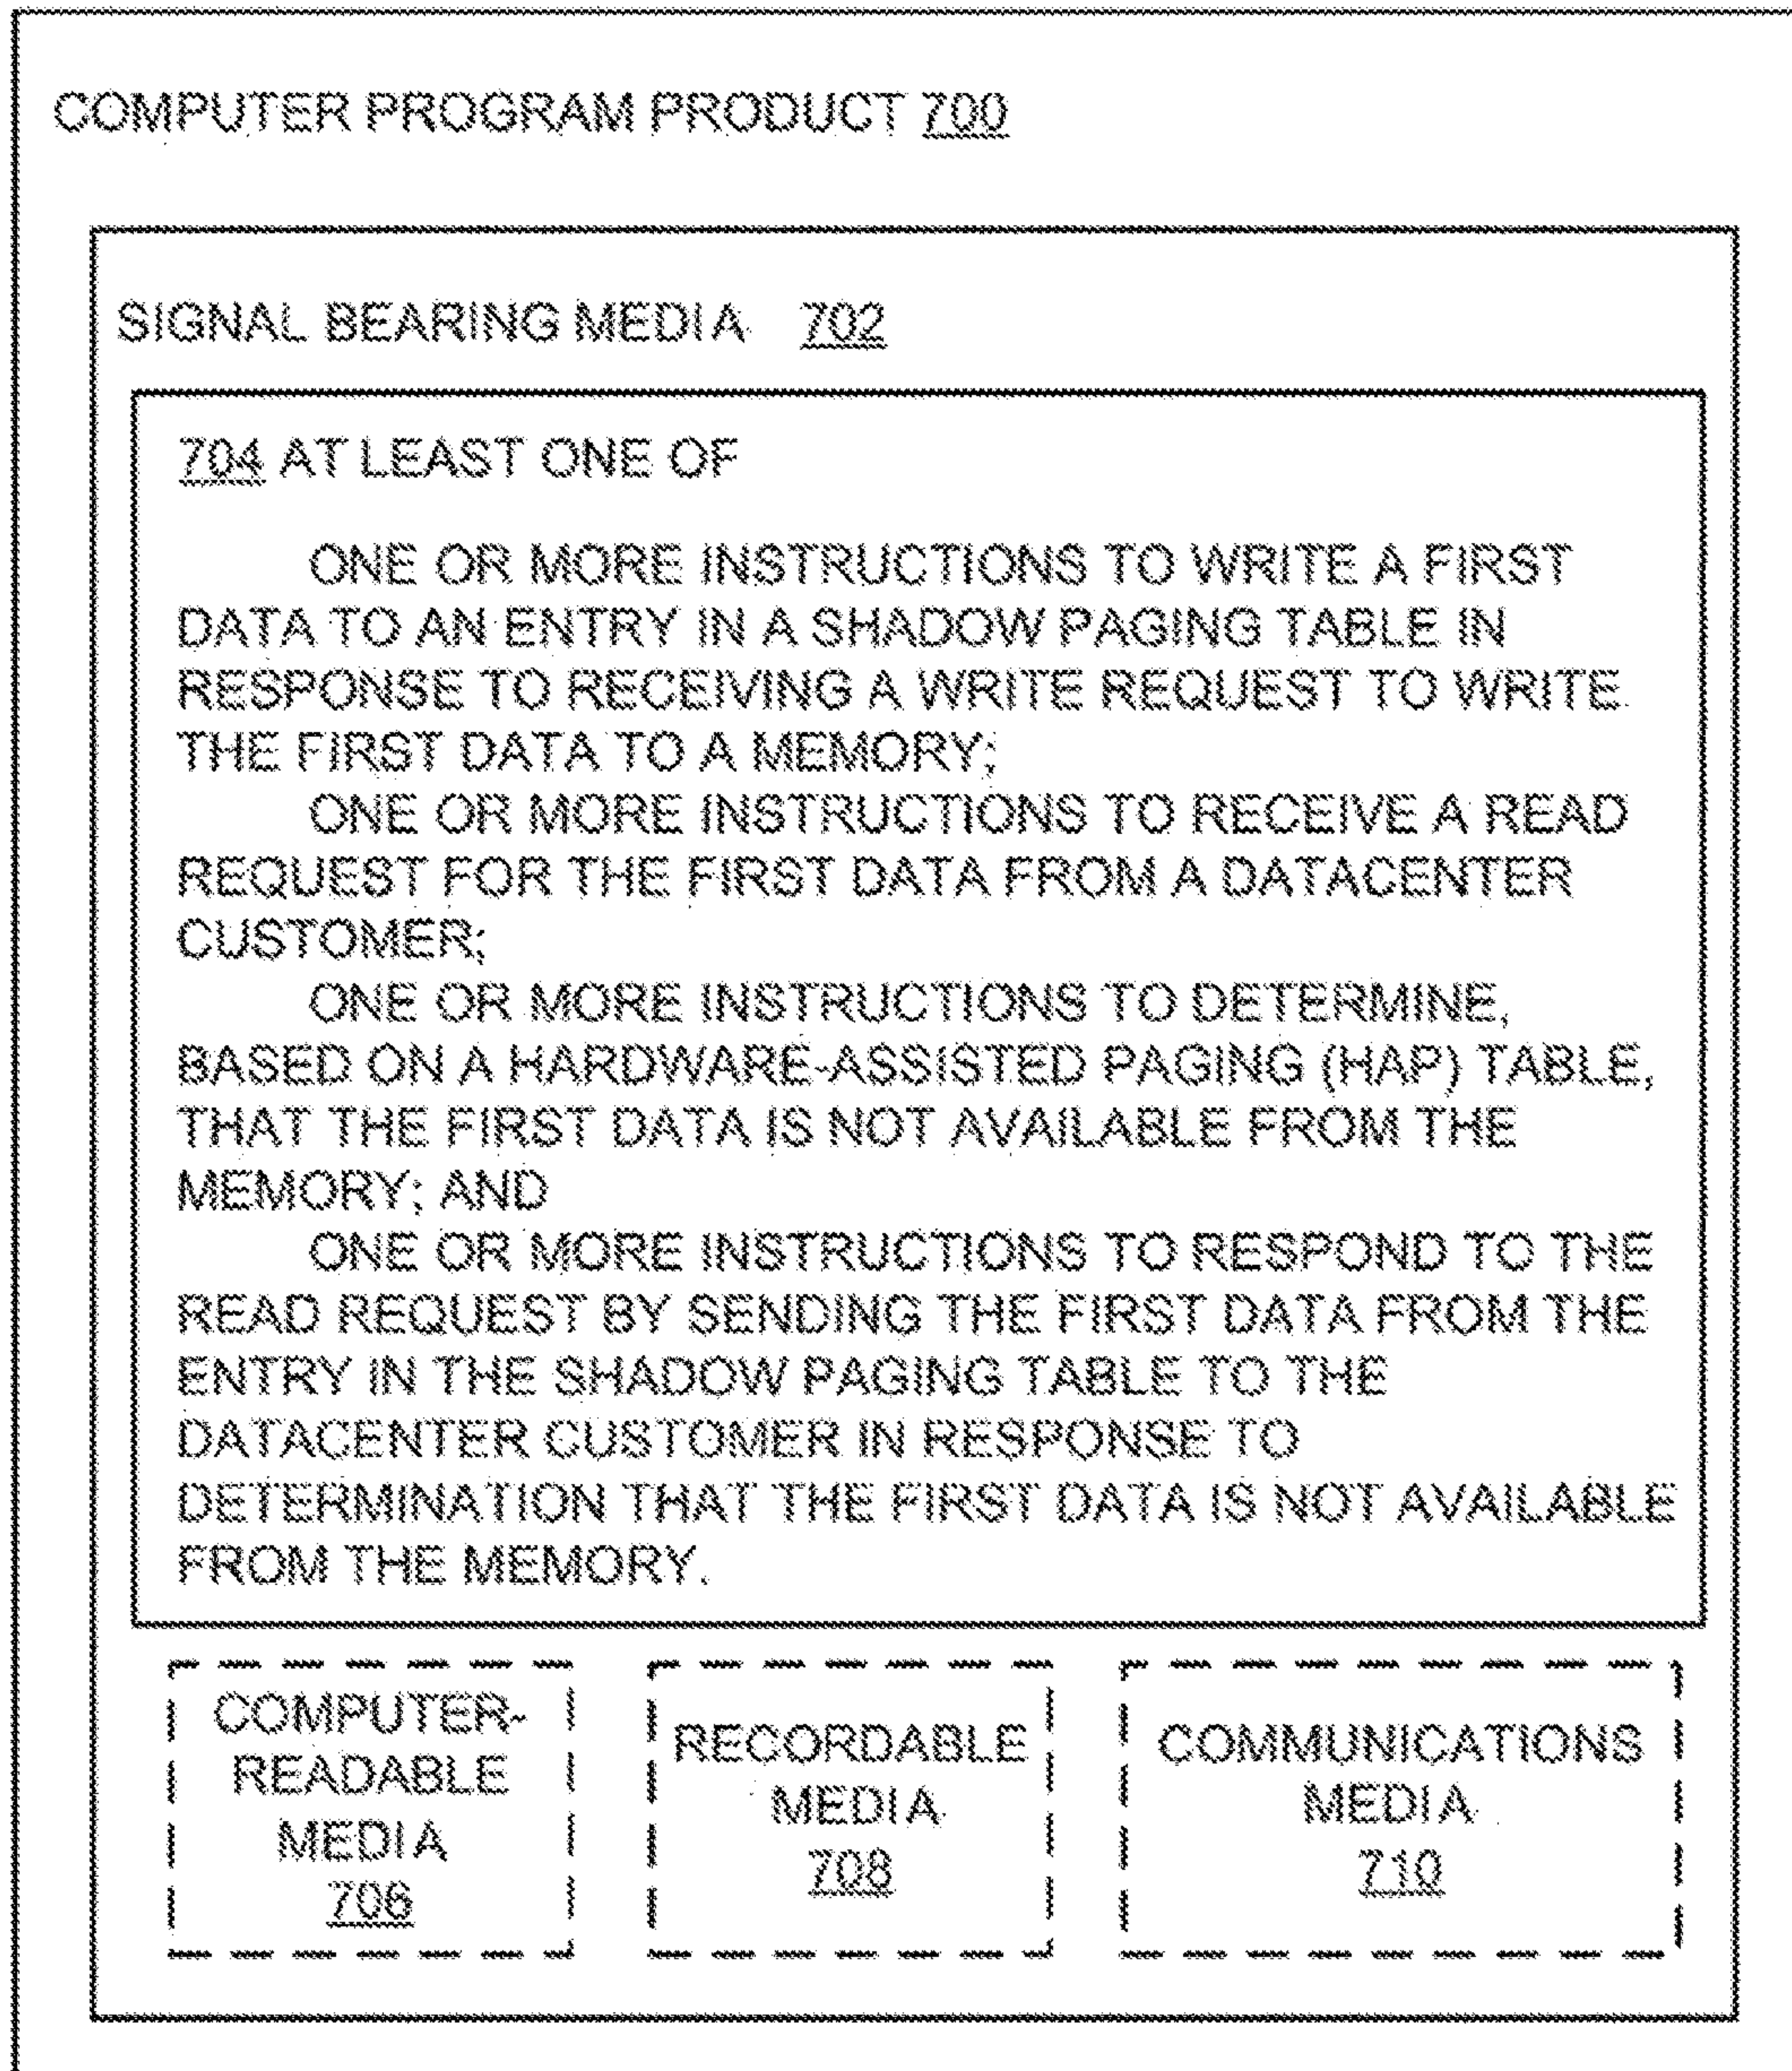 COMPUTER PROGRAM PRODUCT 700
SIGNAL BEARING MEDIA 702
704 AT LEAST ONE OF
ONE OR MORE INSTRUCTIONS TO WRITE A FIRST
DATA TO AN ENTRY IN A SHADOW PAGING TABLE IN
RESPONSE TO RECEIVING A WRITE REQUEST TO WRITE
THE FIRST DATA TO A MEMORY;
ONE OR MORE INSTRUCTIONS TO RECEIVE A READ
REQUEST FOR THE FIRST DATA FROM A DATACENTER
CUSTOMER;
ONE OR MORE INSTRUCTIONS TO DETERMINE,
BASED ON A HARDWARE-ASSISTED PAGING (HAP) TABLE,
THAT THE FIRST DATA IS NOT AVAILABLE FROM THE
MEMORY; AND
ONE OR MORE INSTRUCTIONS TO RESPOND TO THE
READ REQUEST BY SENDING THE FIRST DATA FROM THE
ENTRY IN THE SHADOW PAGING TABLE TO THE
DATACENTER CUSTOMER IN RESPONSE TO
DETERMINATION THAT THE FIRST DATA IS NOT AVAILABLE
FROM THE MEMORY.
COMPUTER-
READABLE
MEDIA
706
RECORDABLE
MEDIA
708
COMMUNICATIONS
MEDIA
710